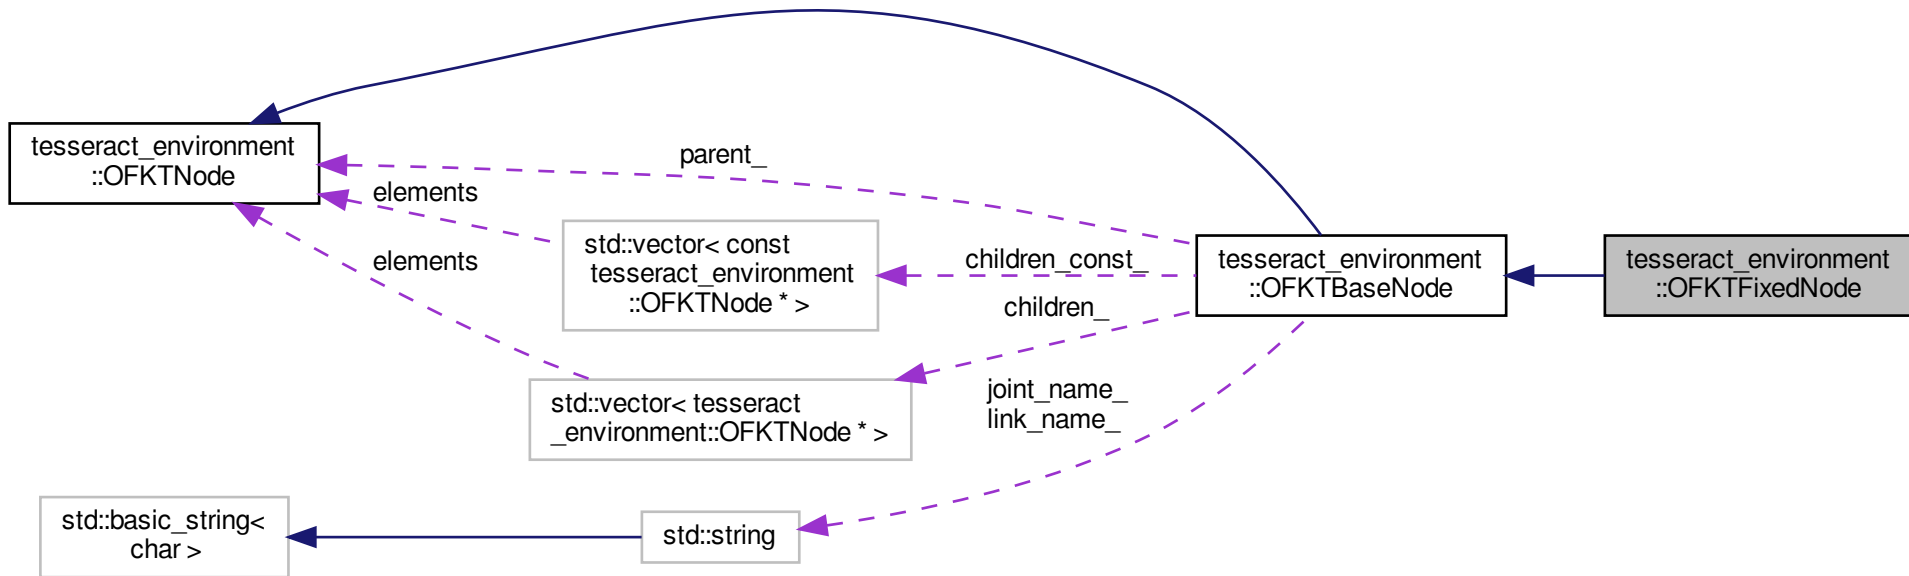 tesseract_environment
::OFKTNode
parent_
elements
elements
std::vector< const
tesseract_environment
::OFKTNode * >
children_const_
children_
tesseract_environment
::OFKTBaseNode
tesseract_environment
::OFKTFixedNode
std::vector< tesseract
_environment::OFKTNode * >
joint_name_
link_name_
std::basic_string<
char >
std::string